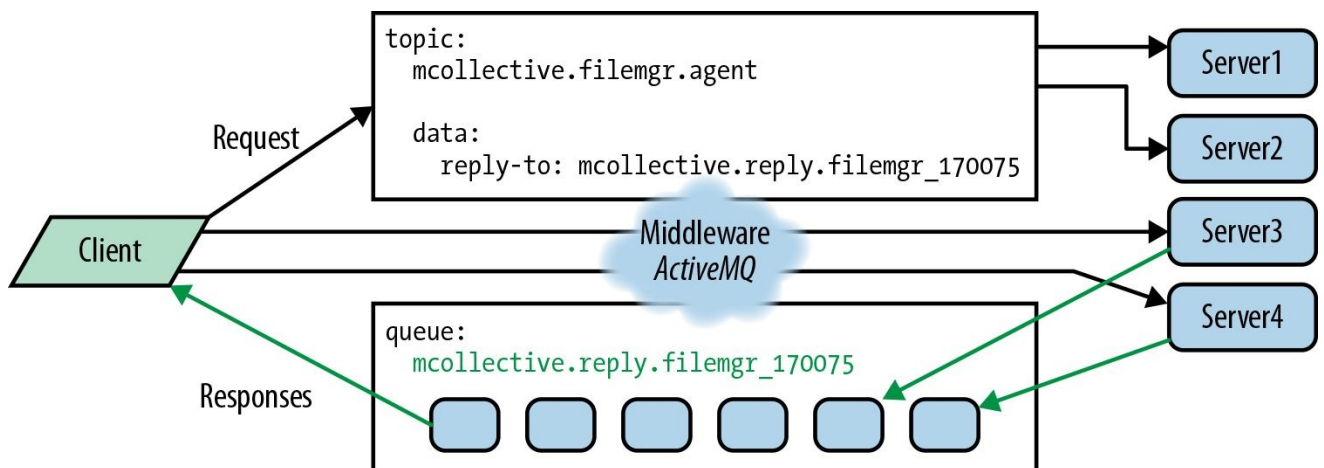 topic:
mcollective.filemgr.agent
data:
reply-to: mcollective.reply.filemgr_170075
Server1
Server2
Request
Client
Middleware
ActiveMQ
Server3
Server4
queue:
mcollective.reply.filemgr_170075
Responses